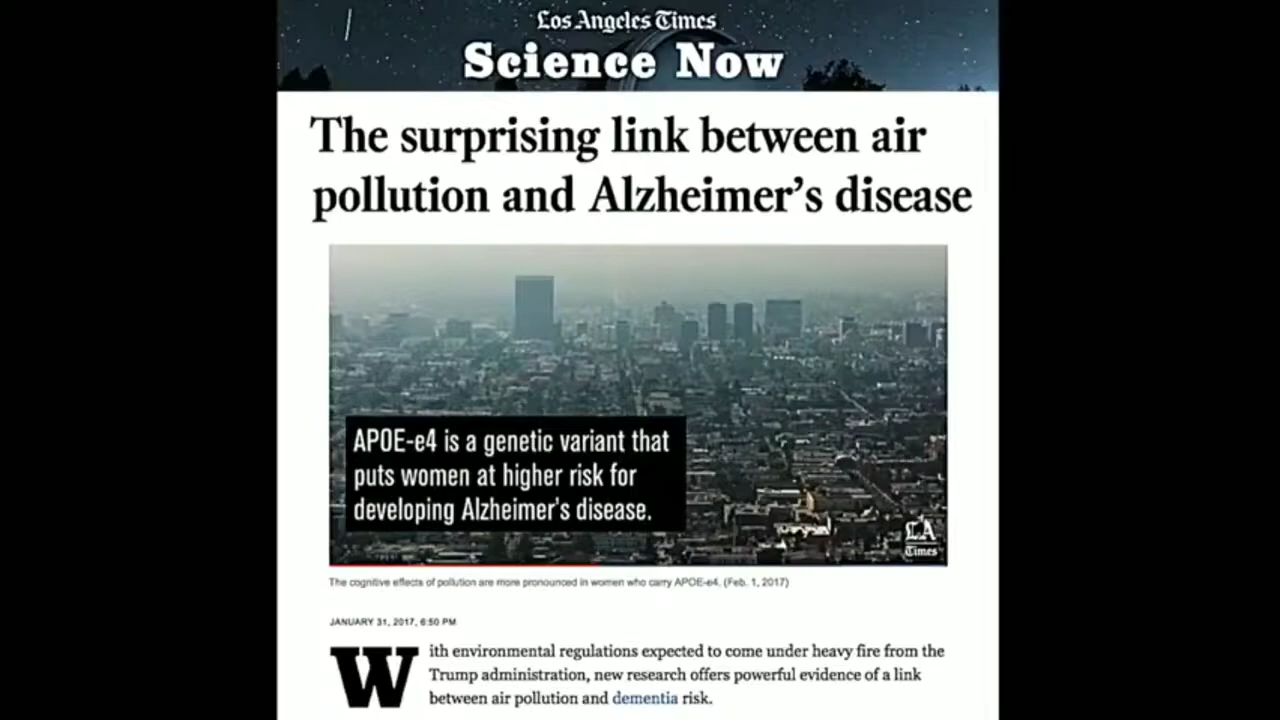 Los Angeles Times
Science Now
The surprising link between air
pollution and Alzheimer's disease
APOE-e4 is a genetic variant that
puts women at higher risk for
developing Alzheimer's disease.
LA
Times
The cognitive effects of pollution are more pronounced in women who carry APOE-e4. (Feb. 1, 2017)
JANUARY 31, 2017, 6:50 PM
With environmental regulations expected to come under heavy fire from the
Trump administration, new research offers powerful evidence of a link
between air pollution and dementia risk.